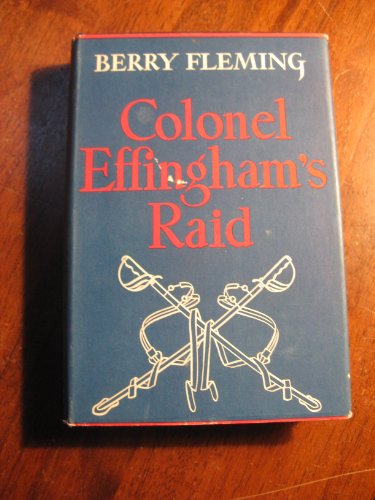 BERRY FLEMING
Colonel
Effingham's
Raid